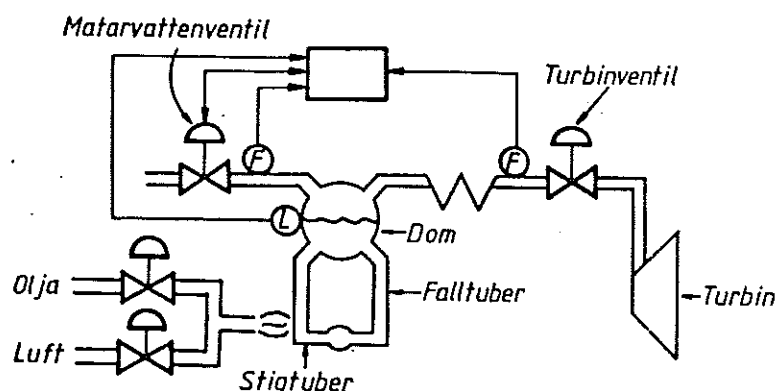 Matarvattenventil
Turbinventil
F
F
L
Dom
Olja
Falltuber
Turbin
Luft
Stigtuber